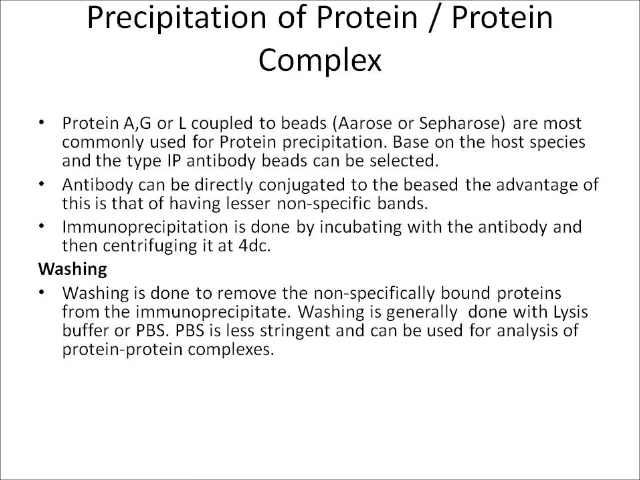 Precipitation of Protein / Protein
Complex
• Protein A,G or L coupled to beads (Aarose or Sepharose) are most
commonly used for Protein precipitation. Base on the host species
and the type IP antibody beads can be selected.
• Antibody can be directly conjugated to the beased the advantage of
this is that of having lesser non-specific bands.
• Immunoprecipitation is done by incubating with the antibody and
then centrifuging it at 4dc.
Washing
• Washing is done to remove the non-specifically bound proteins
from the immunoprecipitate. Washing is generally done with Lysis
buffer or PBS. PBS is less stringent and can be used for analysis of
protein-protein complexes.